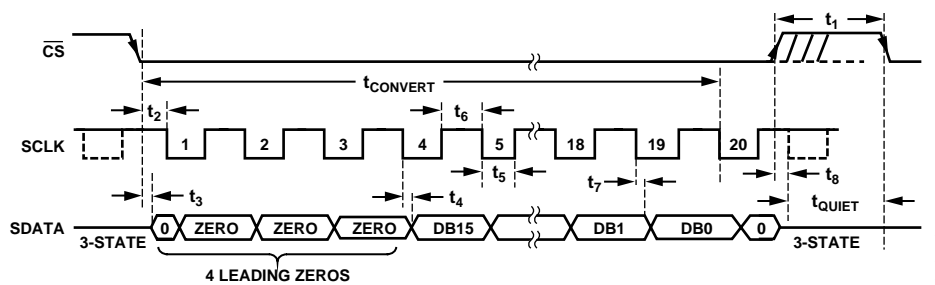 t1
CS
tCONVERT
t2
t6
SCLK
1 2 3 4 5 18 19 20
t5
t7
t8
t3
t4
tQUIET
SDATA
0 ZERO ZERO ZERO DB15 DB1 DB0 0
3-STATE
3-STATE
4 LEADING ZEROS